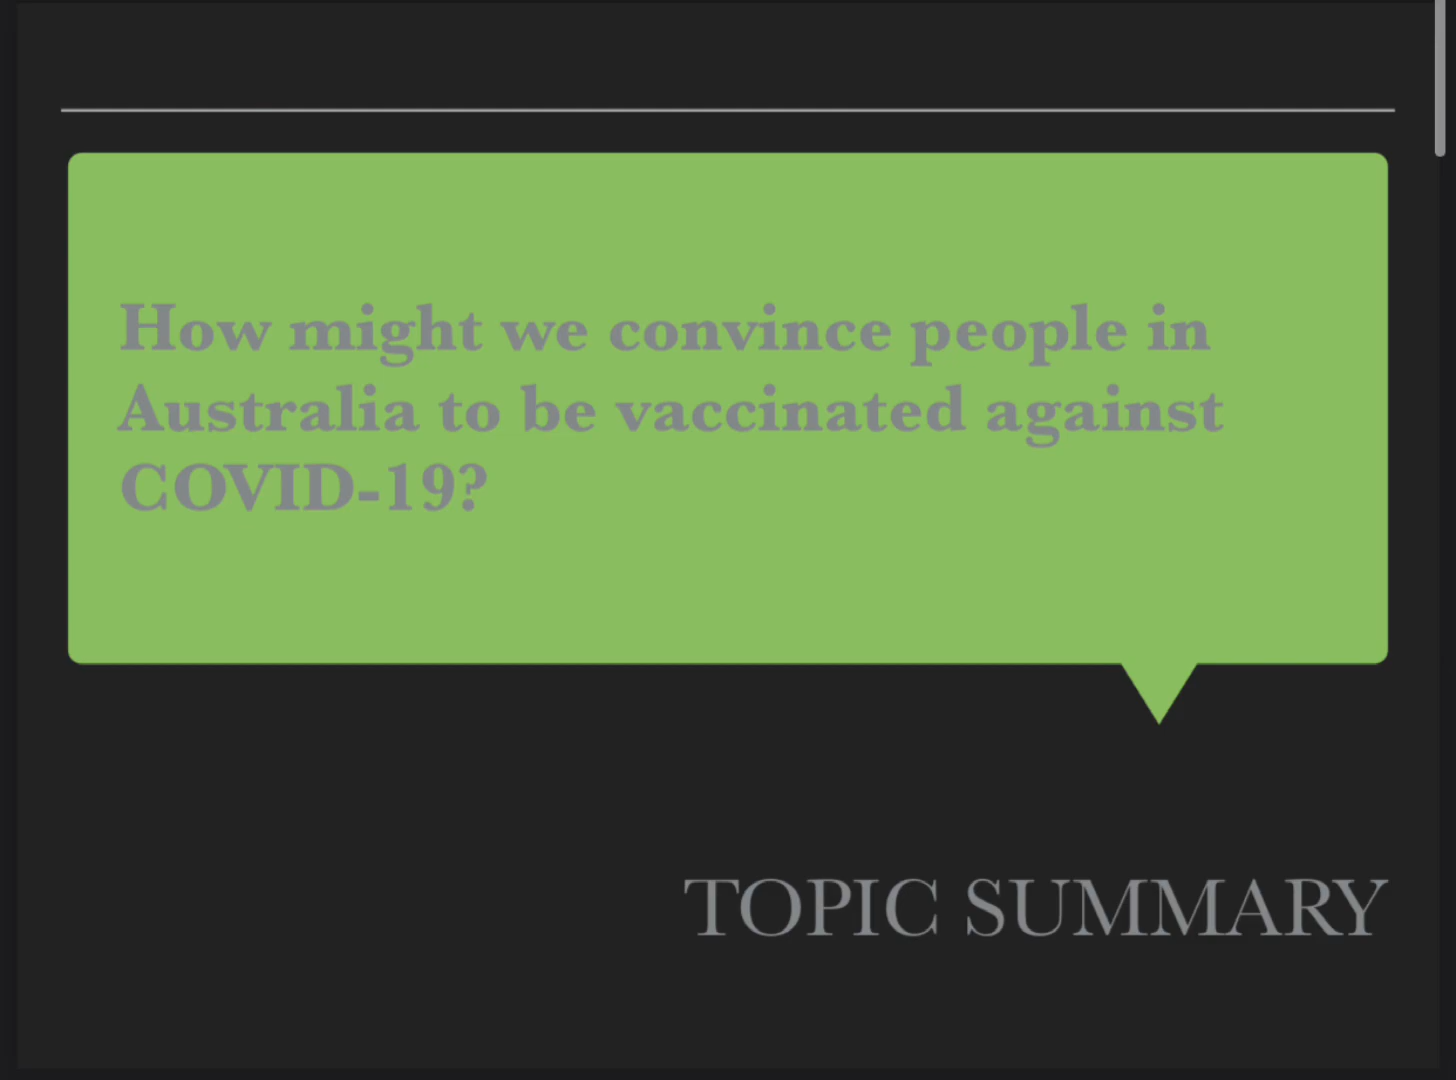 How might we convince people in
Australia to be vaccinated against
COVID-19?
TOPIC SUMMARY